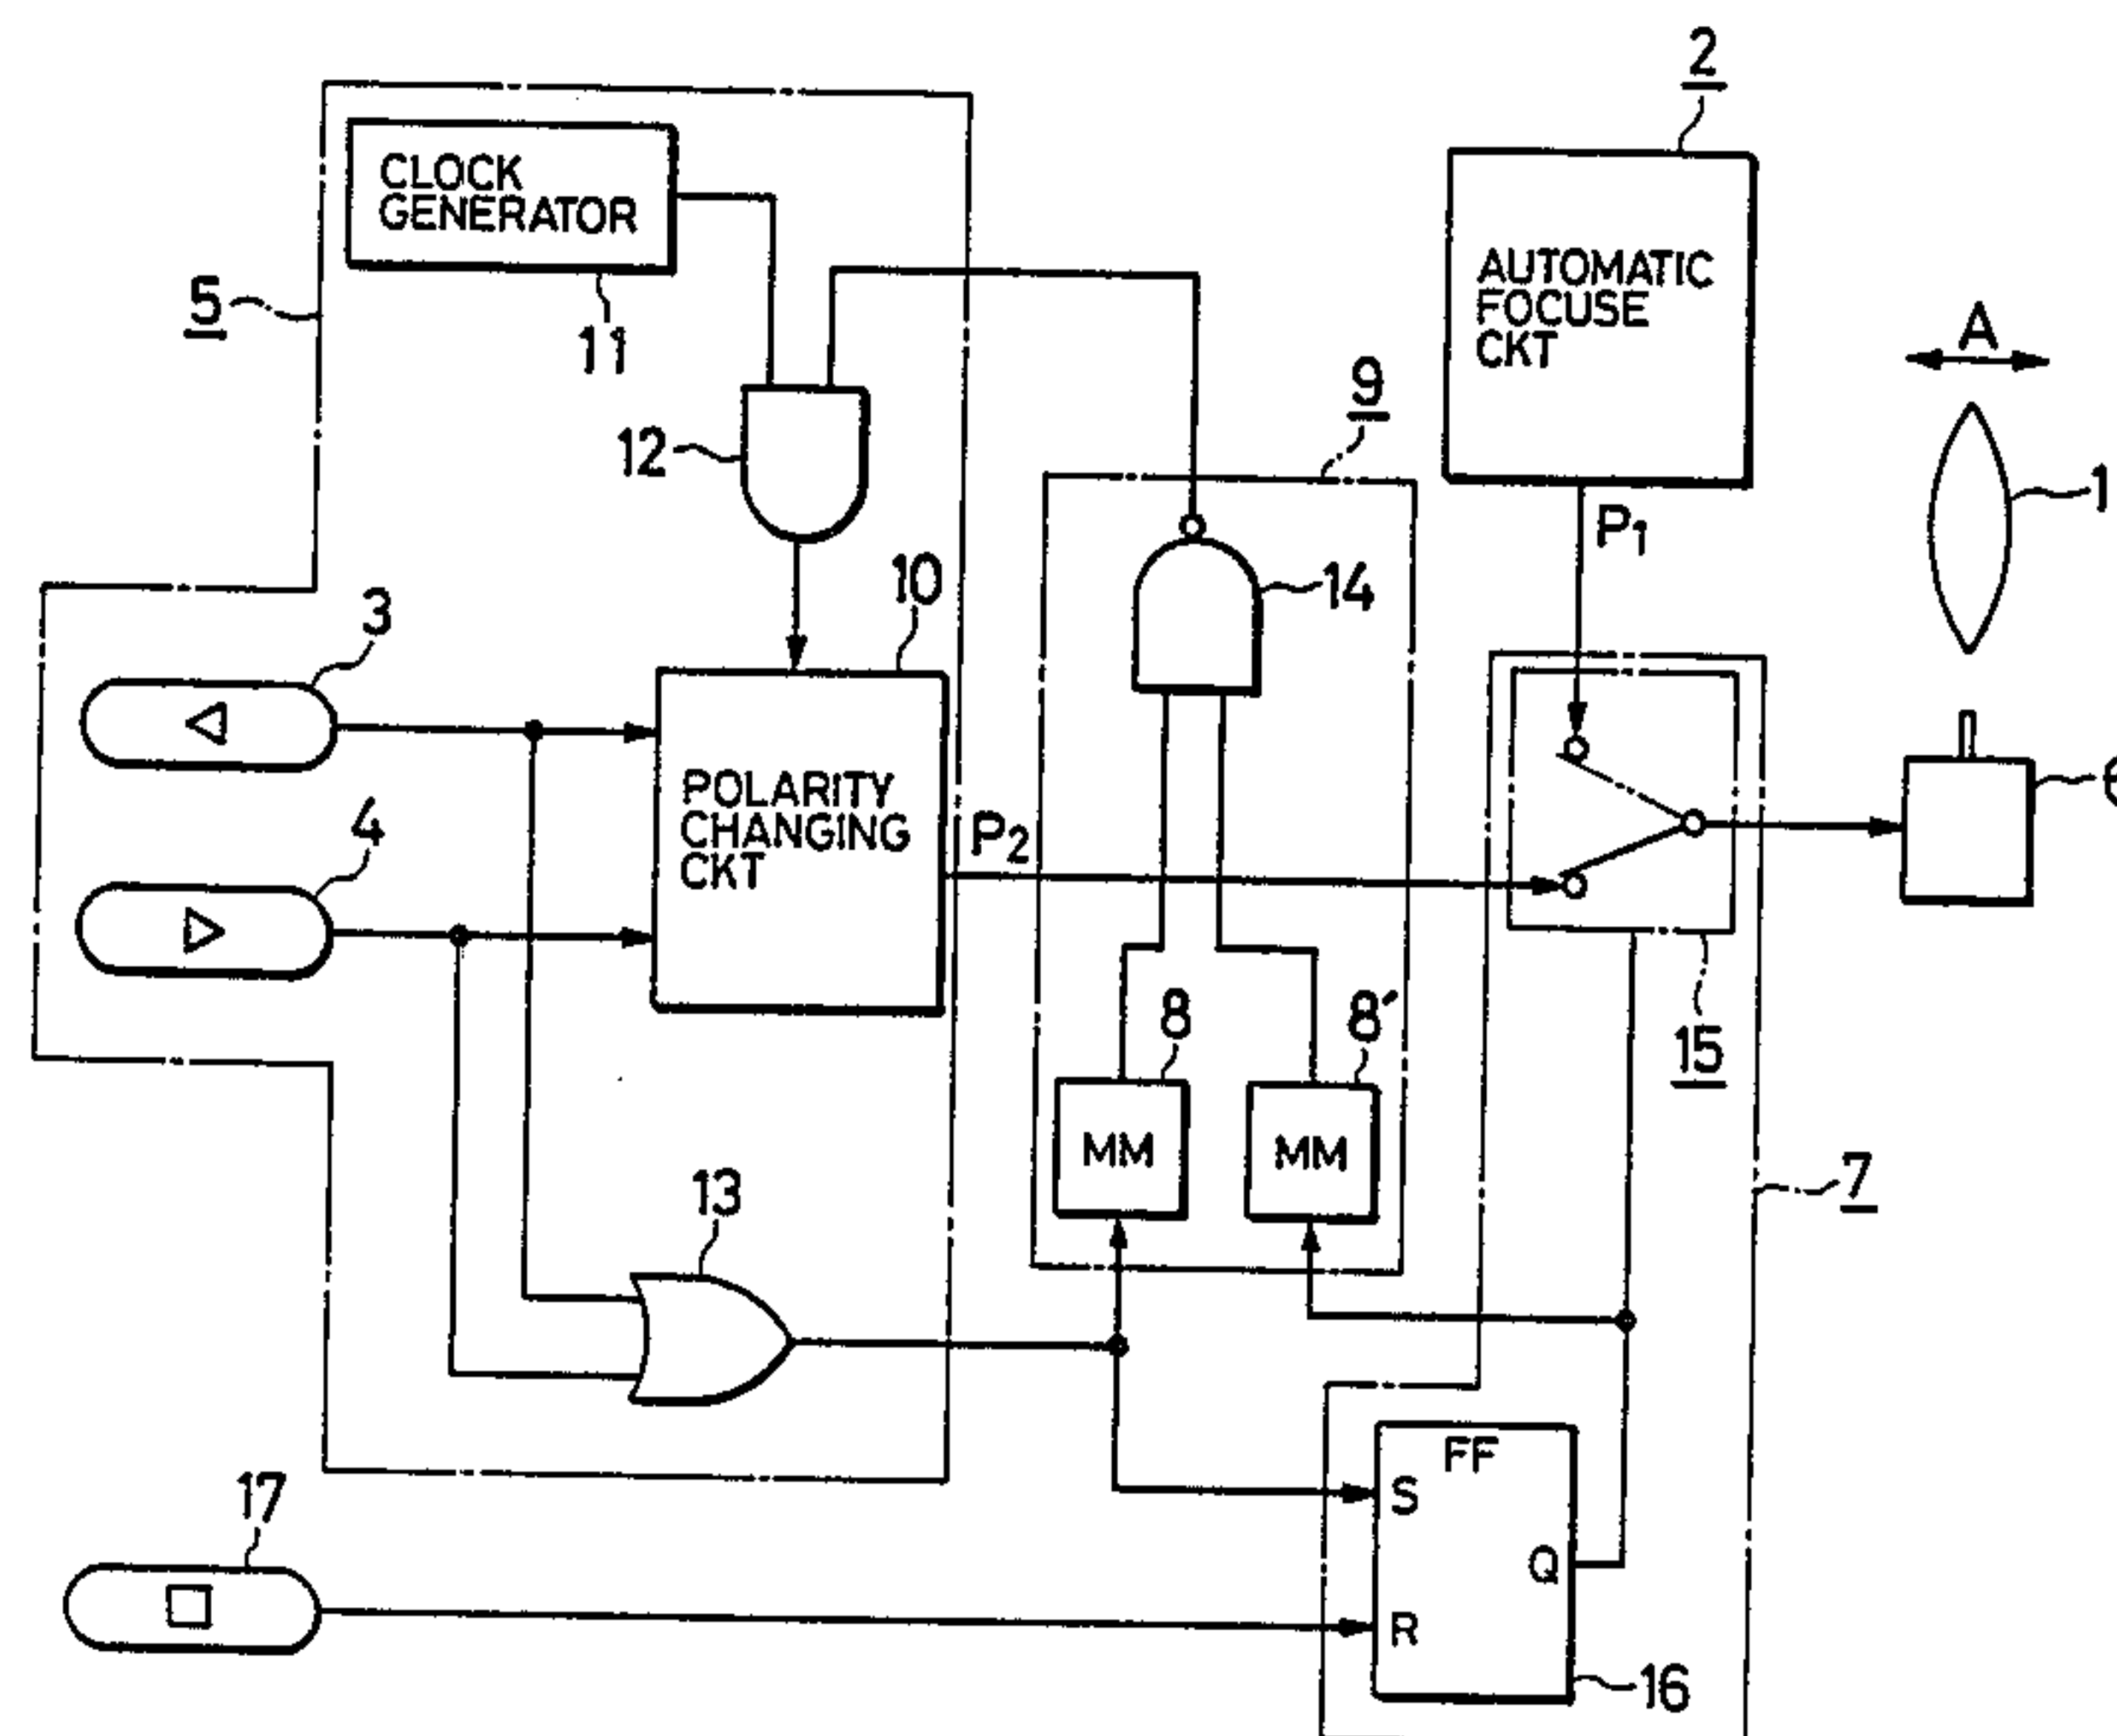 2
CLOCK
GENERATOR
5
11
AUTOMATIC
FOCUSE
CKT
A
9
12
1
P1
10
14
3
4
POLARITY
CHANGING
CKT
P2
8
8'
15
MM
MM
13
7
17
FF
S
Q
R
16